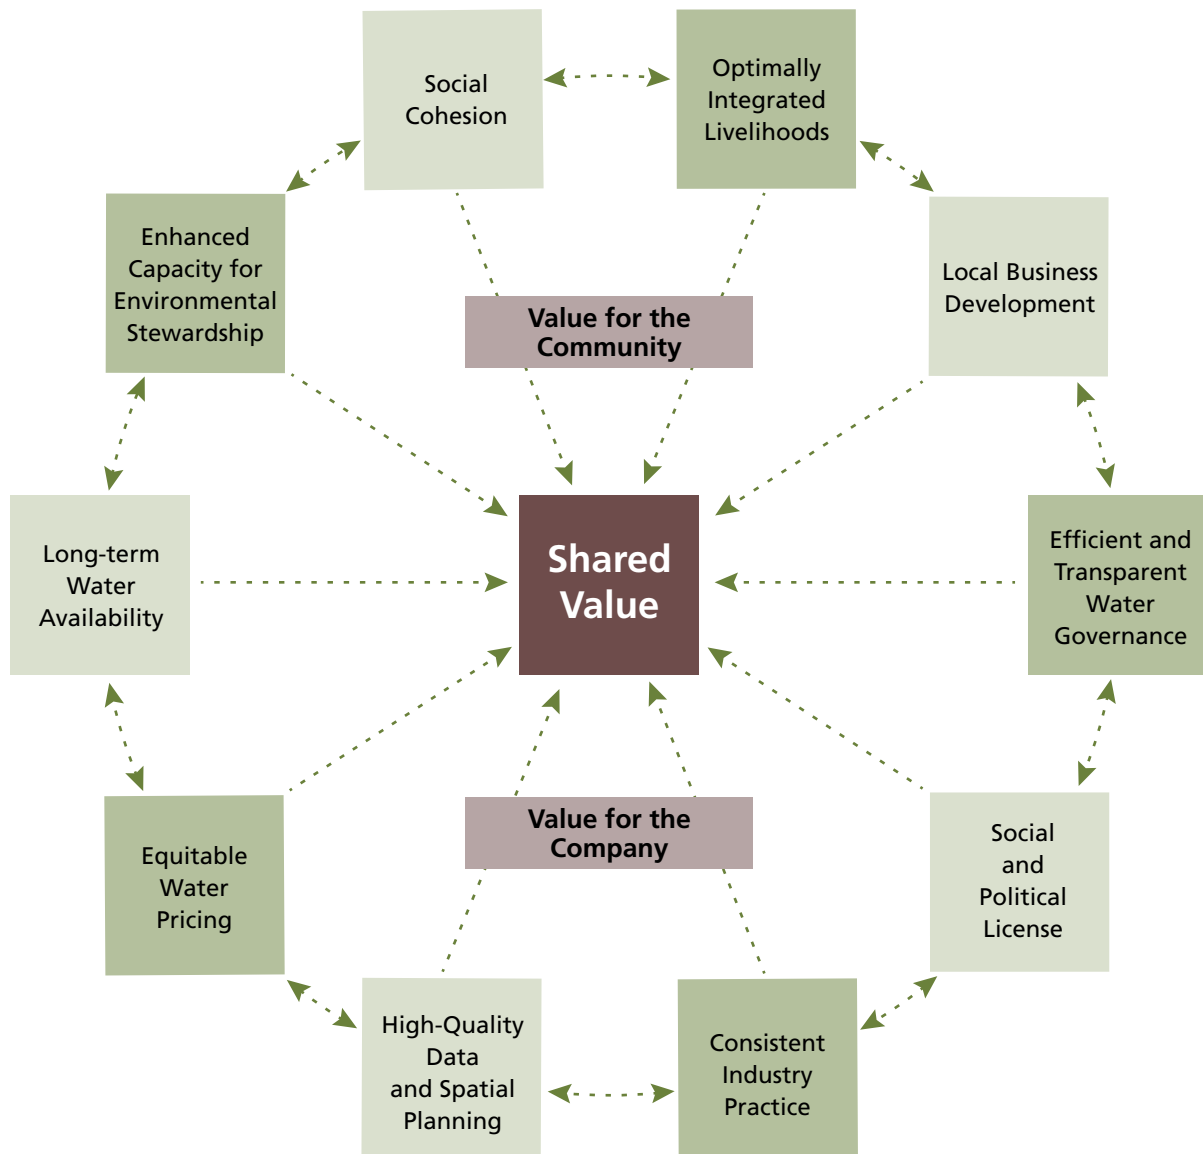 Social
Cohesion
Optimally
Integrated
Livelihoods
Enhanced
Capacity for
Environmental
Stewardship
Local Business
Development
Value for the
Community
Long-term
Water
Availability
Shared
Value
Efficient and
Transparent
Water
Governance
Equitable
Water
Pricing
Value for the
Company
Social
and
Political
License
High-Quality
Data
and Spatial
Planning
Consistent
Industry
Practice